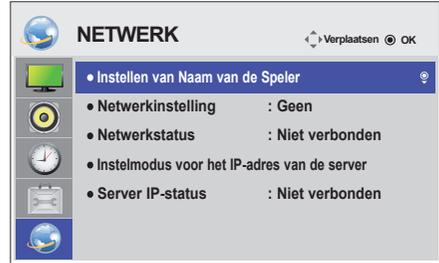 NETWERK
Verplaatsen OK
● Instellen van Naam van de Speler
● Netwerkinstelling : Geen
● Netwerkstatus : Niet verbonden
● Instelmodus voor het IP-adres van de server
● Server IP-status : Niet verbonden